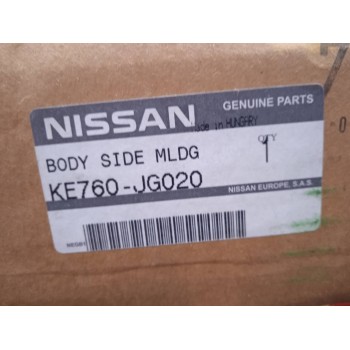 NISSAN
GENUINE PARTS
Made in HUNGARY
BODY SIDE MLDG
QTY
1
KE760-JG020
NISSAN EUROPE, S.A.S.